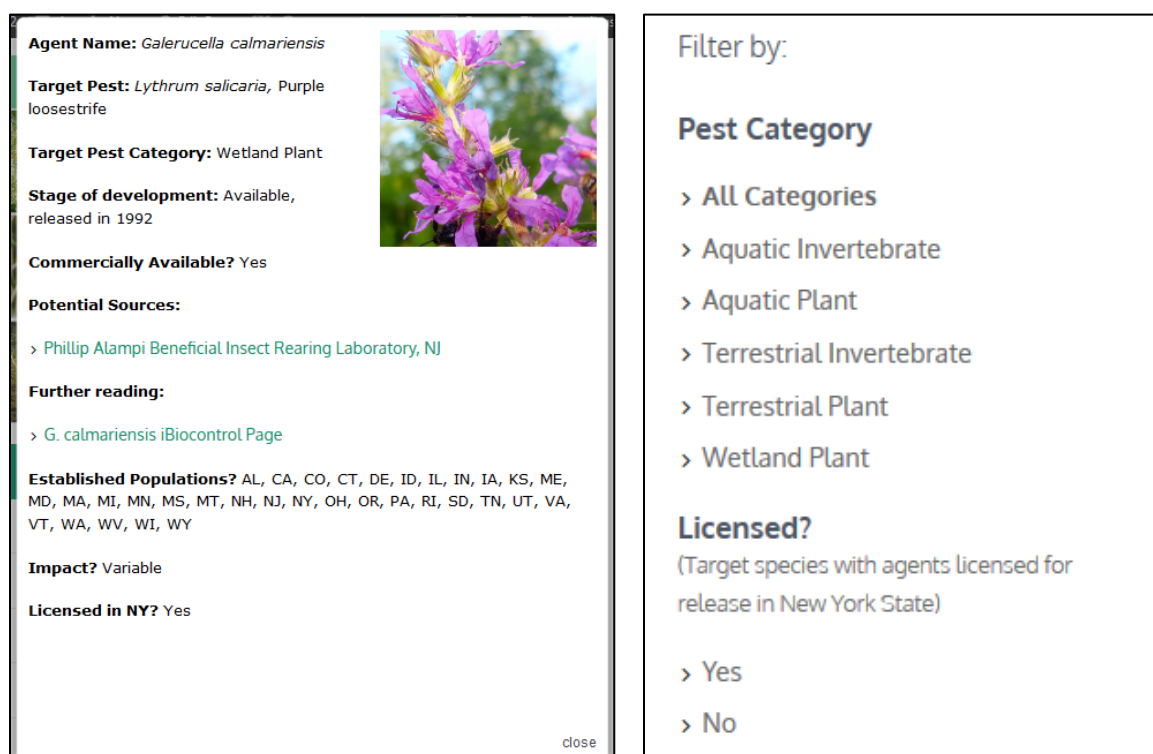 Agent Name: Galerucella calmariensis
Target Pest: Lythrum salicaria, Purple
loosestrife
Target Pest Category: Wetland Plant
Stage of development: Available,
released in 1992
Commercially Available? Yes
Potential Sources:
› Phillip Alampi Beneficial Insect Rearing Laboratory, NJ
Further reading:
› G. calmariensis iBiocontrol Page
Established Populations? AL, CA, CO, CT, DE, ID, IL, IN, IA, KS, ME,
MD, MA, MI, MN, MS, MT, NH, NJ, NY, OH, OR, PA, RI, SD, TN, UT, VA,
VT, WA, WV, WI, WY
Impact? Variable
Licensed in NY? Yes
close
Filter by:
Pest Category
› All Categories
› Aquatic Invertebrate
› Aquatic Plant
› Terrestrial Invertebrate
› Terrestrial Plant
› Wetland Plant
Licensed?
(Target species with agents licensed for
release in New York State)
› Yes
› No